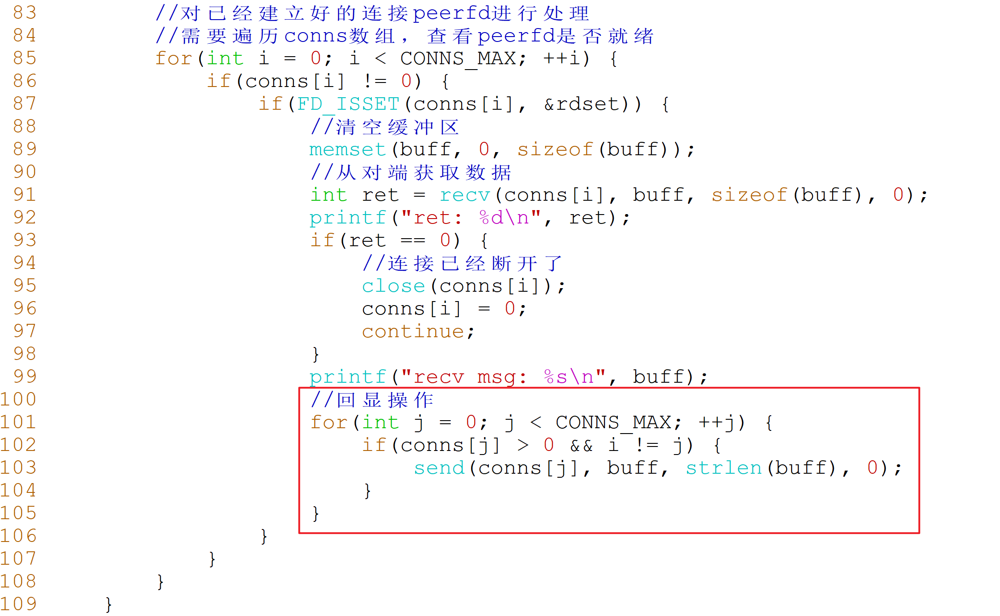 83 //对已经建立好的连接peerfd进行处理
84 //需要遍历conns数组，查看peerfd是否就绪
85 for(int i = 0; i < CONNS_MAX; ++i) {
86 if(conns[i] != 0) {
87 if(FD_ISSET(conns[i], &rdset)) {
88 //清空缓冲区
89 memset(buff, 0, sizeof(buff));
90 //从对端获取数据
91 int ret = recv(conns[i], buff, sizeof(buff), 0);
92 printf("ret: %d\n", ret);
93 if(ret == 0) {
94 //连接已经断开了
95 close(conns[i]);
96 conns[i] = 0;
97 continue;
98 }
99 printf("recv msg: %s\n", buff);
100 //回显操作
101 for(int j = 0; j < CONNS_MAX; ++j) {
102 if(conns[j] > 0 && i != j) {
103 send(conns[j], buff, strlen(buff), 0);
104 }
105 }
106 }
107 }
108 }
109 }